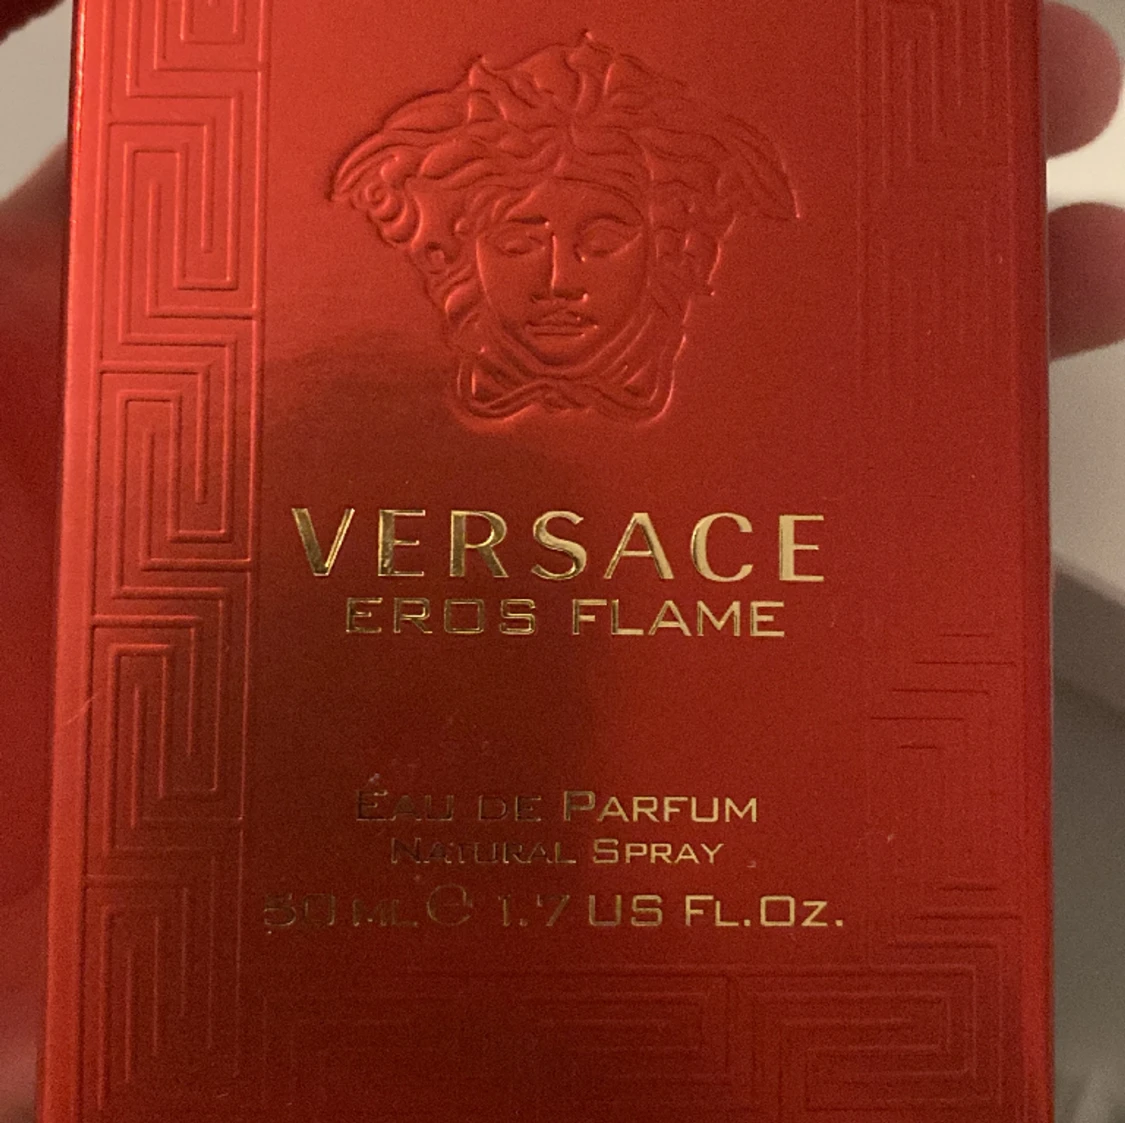 VERSACE
EROS FLAME
EAU DE PARFUM
NATURAL SPRAY
50 ML e 1.7 US FL.OZ.